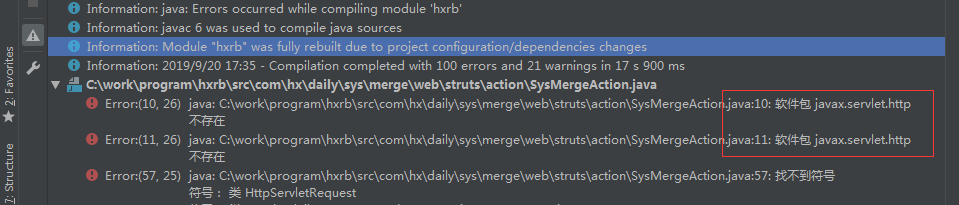 Information: java: Errors occurred while compiling module 'hxrb'
Information: javac 6 was used to compile java sources
Information: Module "hxrb" was fully rebuilt due to project configuration/dependencies changes
Information: 2019/9/20 17:35 - Compilation completed with 100 errors and 21 warnings in 17 s 900 ms
C:\work\program\hxrb\src\com\hx\daily\sys\merge\web\struts\action\SysMergeAction.java
Error:(10, 26) java: C:\work\program\hxrb\src\com\hx\daily\sys\merge\web\struts\action\SysMergeAction.java:10: 软件包 javax.servlet.http
不存在
Error:(11, 26) java: C:\work\program\hxrb\src\com\hx\daily\sys\merge\web\struts\action\SysMergeAction.java:11: 软件包 javax.servlet.http
不存在
Error:(57, 25) java: C:\work\program\hxrb\src\com\hx\daily\sys\merge\web\struts\action\SysMergeAction.java:57: 找不到符号
符号： 类 HttpServletRequest
2: Favorites
7: Structure